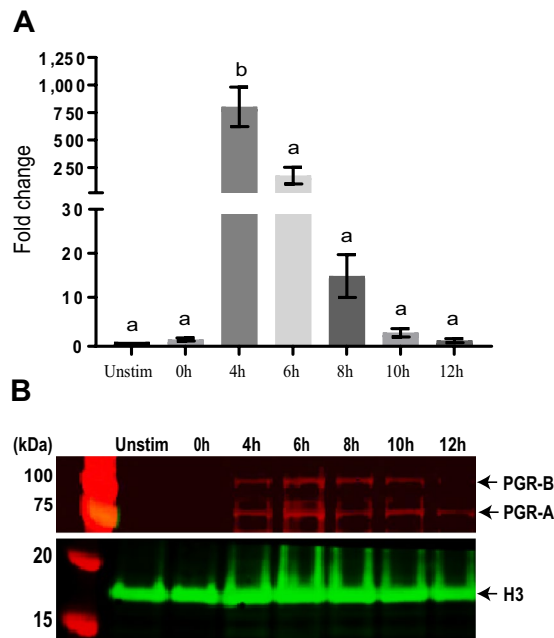 A
Fold change
1,250
1,000
750
500
250
30
20
10
0
a a b a a a a
Unstim 0h 4h 6h 8h 10h 12h
B
(kDa) Unstim 0h 4h 6h 8h 10h 12h
100
75
PGR-B
PGR-A
20
15
H3